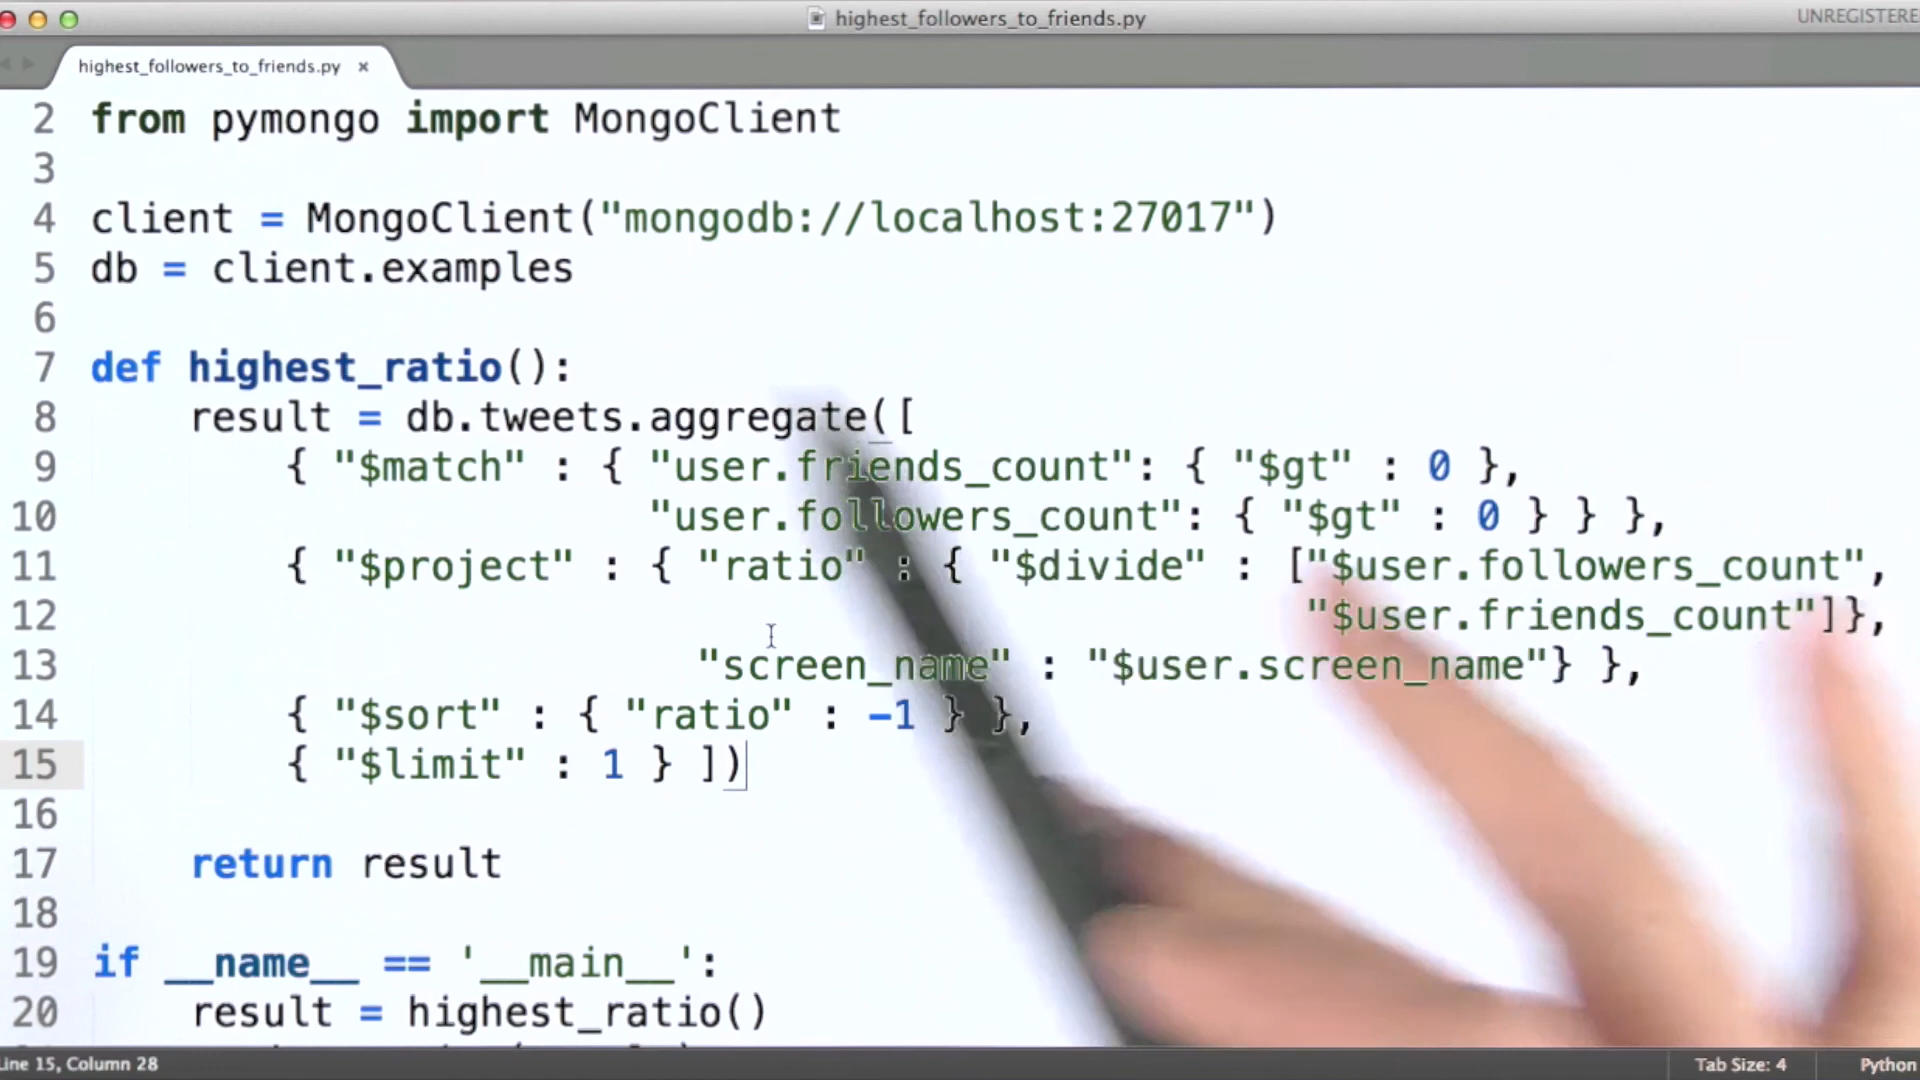 highest_followers_to_friends.py
UNREGISTERE
highest_followers_to_friends.py ×
2 from pymongo import MongoClient
3
4 client = MongoClient("mongodb://localhost:27017")
5 db = client.examples
6
7 def highest_ratio():
8 result = db.tweets.aggregate([
9 { "$match" : { "user.friends_count": { "$gt" : 0 },
10 "user.followers_count": { "$gt" : 0 } } },
11 { "$project" : { "ratio" : { "$divide" : ["$user.followers_count",
12 "$user.friends_count"]},
13 "screen_name" : "$user.screen_name"} },
14 { "$sort" : { "ratio" : -1 } },
15 { "$limit" : 1 } ])
16
17 return result
18
19 if __name__ == '__main__':
20 result = highest_ratio()
Line 15, Column 28
Tab Size: 4
Python